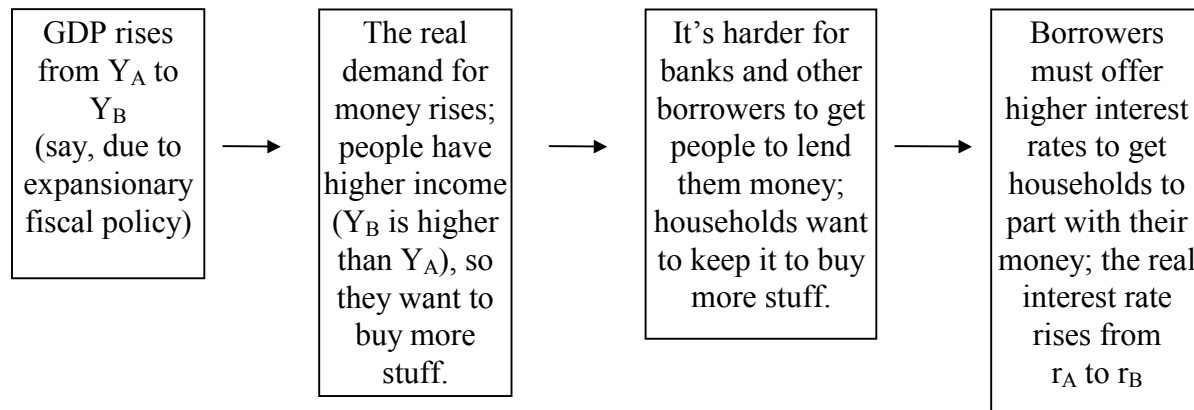 GDP rises
from Y_A to
Y_B
(say, due to
expansionary
fiscal policy)
The real
demand for
money rises;
people have
higher income
(Y_B is higher
than Y_A), so
they want to
buy more
stuff.
It’s harder for
banks and other
borrowers to get
people to lend
them money;
households want
to keep it to buy
more stuff.
Borrowers
must offer
higher interest
rates to get
households to
part with their
money; the real
interest rate
rises from
r_A to r_B